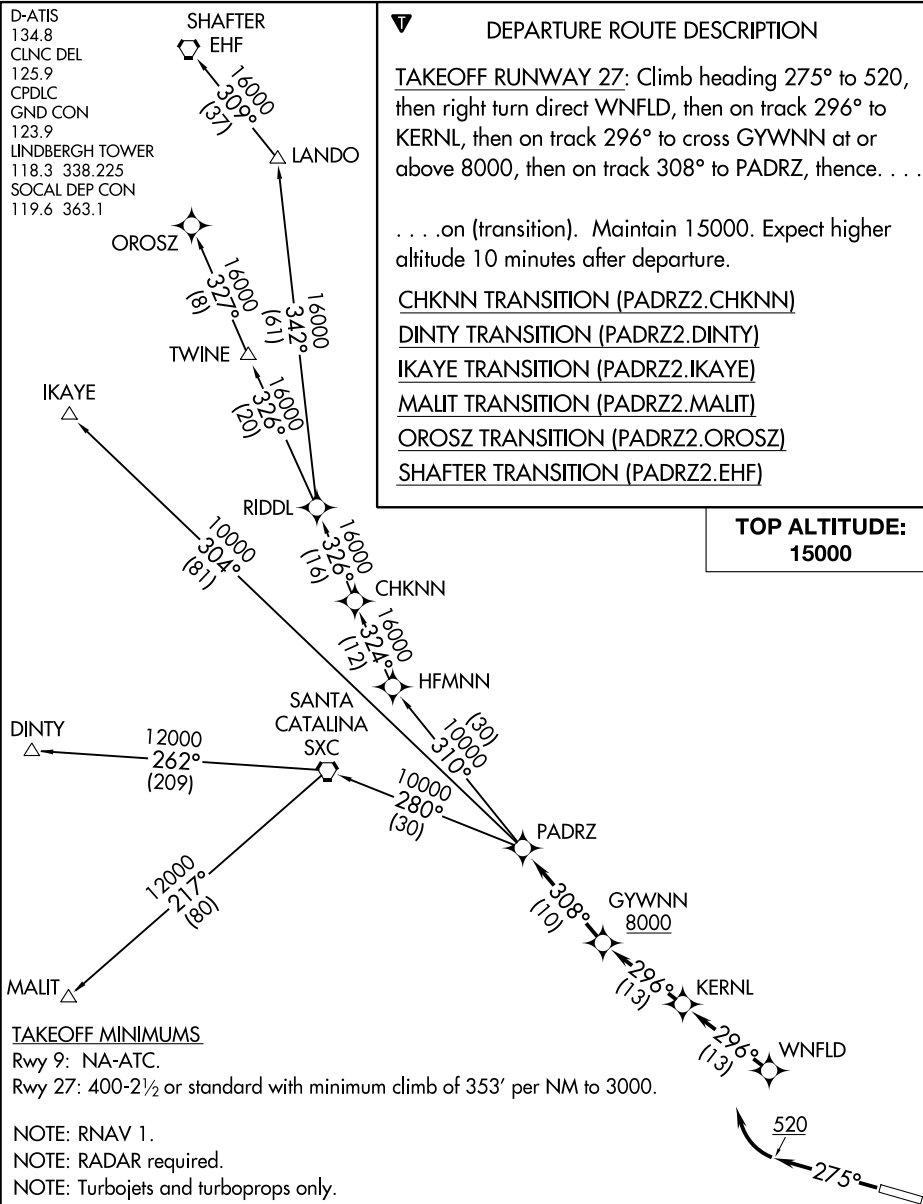 D-ATIS
134.8
CLNC DEL
125.9
CPDLC
GND CON
123.9
LINDBERGH TOWER
118.3 338.225
SOCAL DEP CON
119.6 363.1
T
DEPARTURE ROUTE DESCRIPTION
TAKEOFF RUNWAY 27: Climb heading 275° to 520,
then right turn direct WNFLD, then on track 296° to
KERNL, then on track 296° to cross GYWNN at or
above 8000, then on track 308° to PADRZ, thence. . . .
. . . .on (transition). Maintain 15000. Expect higher
altitude 10 minutes after departure.
CHKNN TRANSITION (PADRZ2.CHKNN)
DINTY TRANSITION (PADRZ2.DINTY)
IKAYE TRANSITION (PADRZ2.IKAYE)
MALIT TRANSITION (PADRZ2.MALIT)
OROSZ TRANSITION (PADRZ2.OROSZ)
SHAFTER TRANSITION (PADRZ2.EHF)
TOP ALTITUDE:
15000
SHAFTER
EHF
16000
309°
(37)
LANDO
OROSZ
16000
327°
(8)
16000
342°
(61)
TWINE
16000
326°
(20)
IKAYE
RIDDL
10000
304°
(81)
16000
326°
(16)
CHKNN
16000
324°
(12)
HFMNN
SANTA
CATALINA
SXC
(30)
10000
310°
DINTY
12000
262°
(209)
10000
280°
(30)
PADRZ
12000
217°
(80)
308°
(10)
GYWNN
8000
MALIT
296°
(13)
KERNL
296°
(13)
WNFLD
520
275°
TAKEOFF MINIMUMS
Rwy 9: NA-ATC.
Rwy 27: 400-2½ or standard with minimum climb of 353' per NM to 3000.
NOTE: RNAV 1.
NOTE: RADAR required.
NOTE: Turbojets and turboprops only.